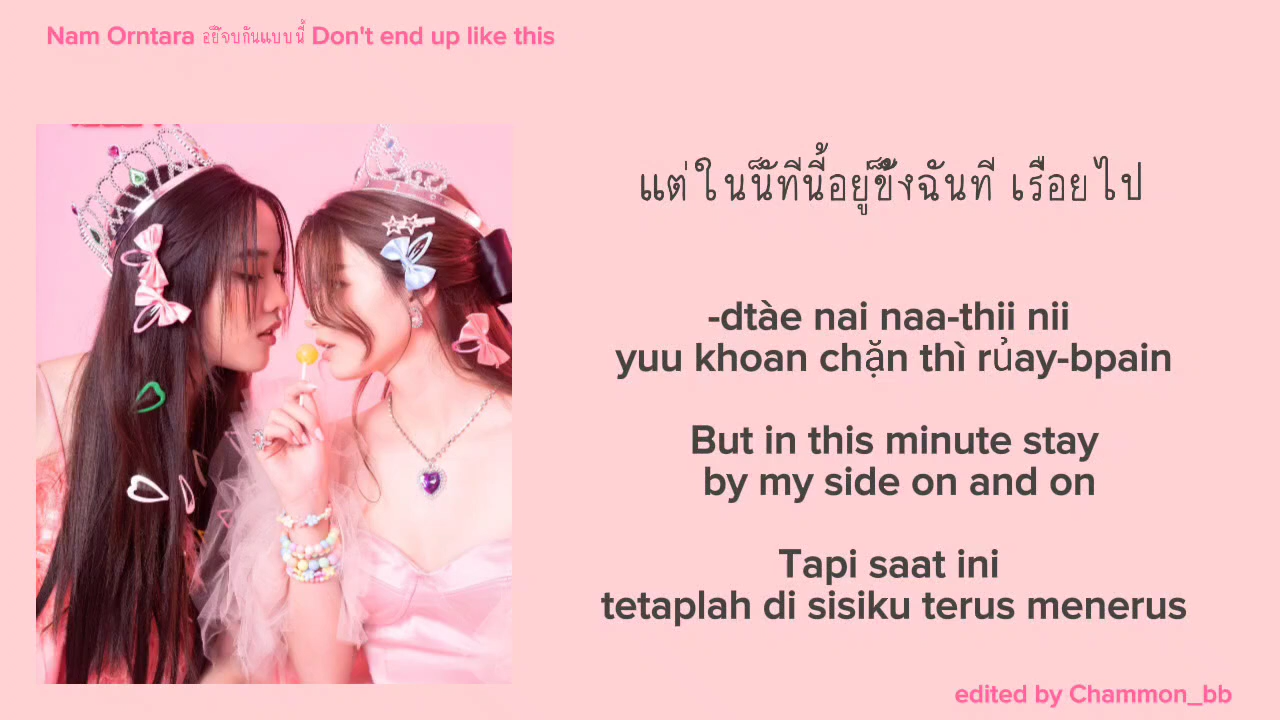 Nam Orntara อย่จบกันแบบนี้ Don't end up like this
แต่ในนทีนี้อยู่ข้งฉันที เรือยไป
-dtàe nai naa-thii nii
yuu khoan chặn thì rủay-bpain
But in this minute stay
by my side on and on
Tapi saat ini
tetaplah di sisiku terus menerus
edited by Chammon_bb